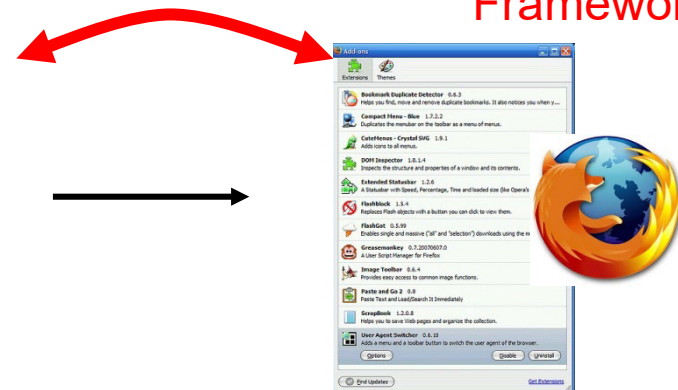 Framewor
Add-ons
Extensions Themes
Bookmark Duplicate Detector 0.6.3
Helps you find, move and remove duplicate bookmarks. It also notices you when y...
Compact Menu - Blue 1.7.2.2
Duplicates the menubar on the toolbar as a menu of menus.
CuteMenus - Crystal SVG 1.9.1
Adds icons to all menus.
DOM Inspector 1.8.1.4
Inspects the structure and properties of a window and its contents.
Extended Statusbar 1.2.6
A Statusbar with Speed, Percentage, Time and loaded size (like Opera's
Flashblock 1.5.4
Replaces Flash objects with a button you can click to view them.
FlashGot 0.5.99
Enables single and massive ("all" and "selection") downloads using the m
Greasemonkey 0.7.20070607.0
A User Script Manager for Firefox
Image Toolbar 0.6.4
Provides easy access to common image functions.
Paste and Go 2 0.8
Paste Text and Load/Search It Immediately
ScrapBook 1.2.0.8
Helps you to save Web pages and organize the collection.
User Agent Switcher 0.6.10
Adds a menu and a toolbar button to switch the user agent of the browser.
Options Disable Uninstall
Find Updates Get Extensions